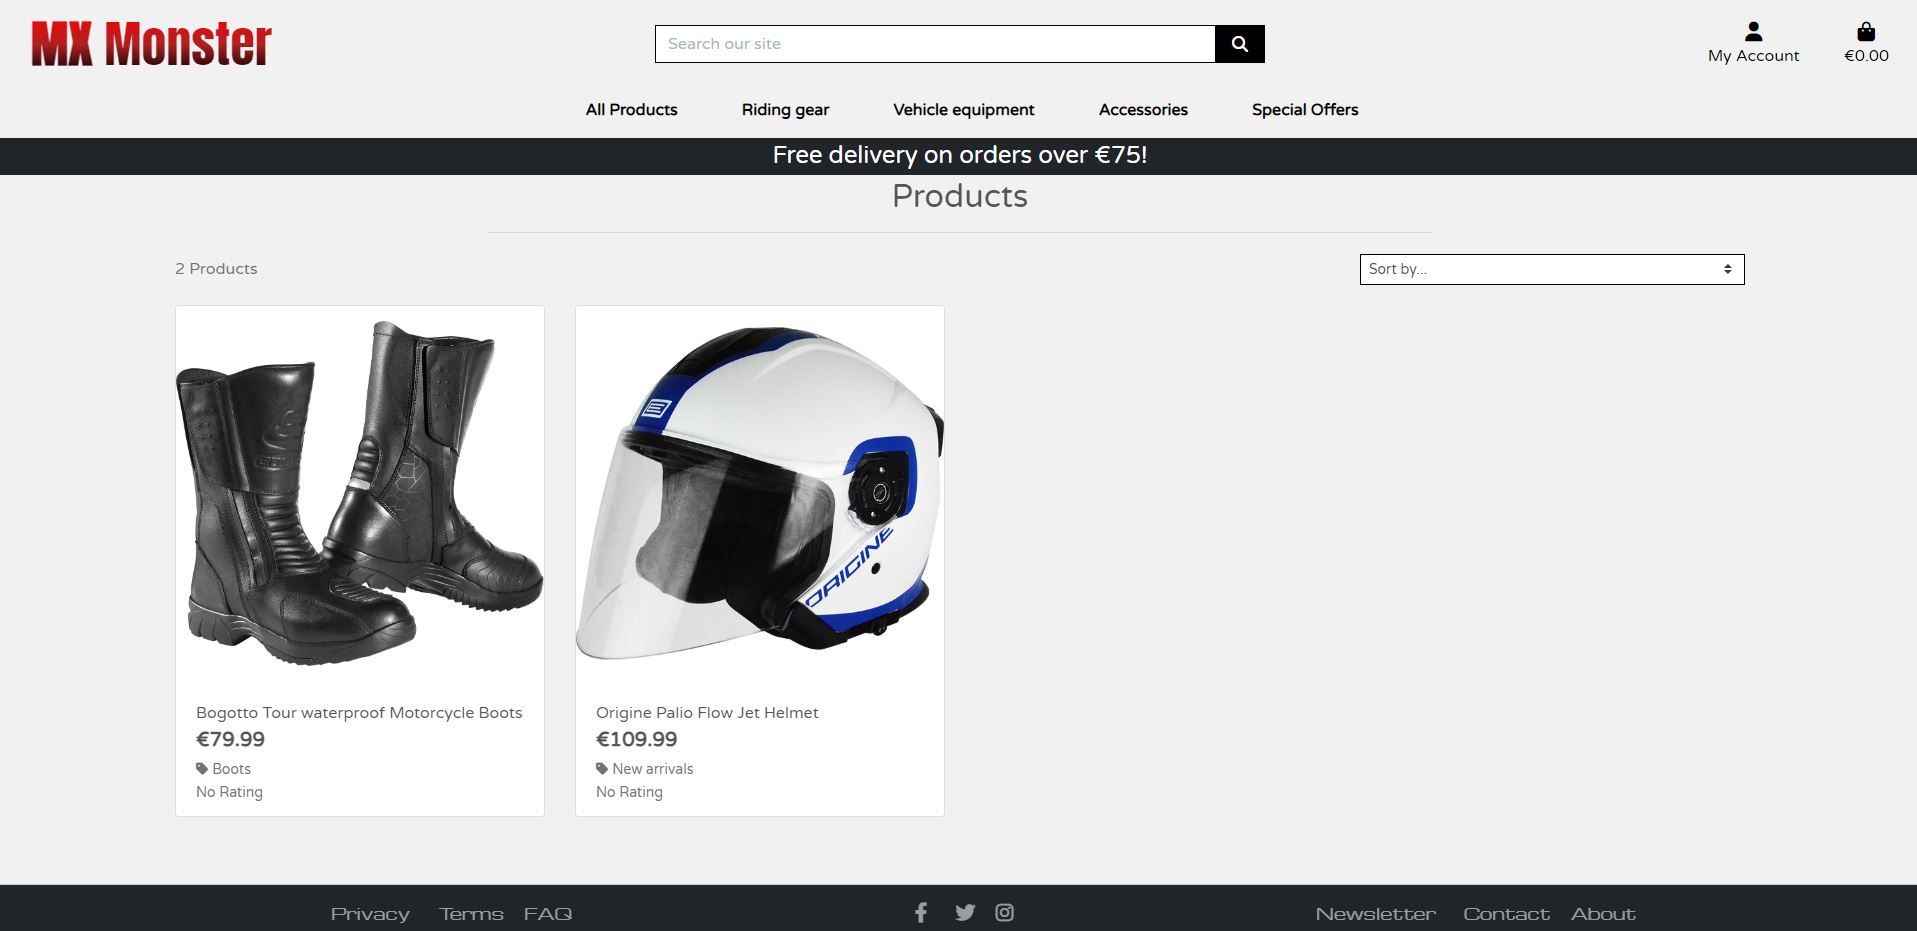 MX Monster
Search our site
My Account
€0.00
All Products
Riding gear
Vehicle equipment
Accessories
Special Offers
Free delivery on orders over €75!
Products
2 Products
Sort by...
ORIGINE
Bogotto Tour waterproof Motorcycle Boots
€79.99
Boots
No Rating
Origine Palio Flow Jet Helmet
€109.99
New arrivals
No Rating
Privacy
Terms
FAQ
Newsletter
Contact
About